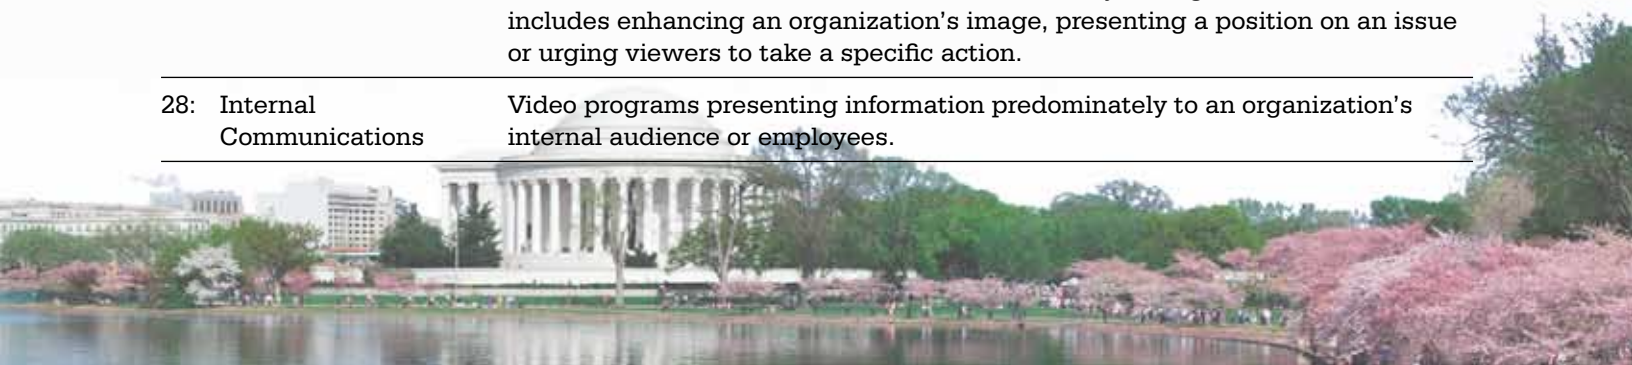 includes enhancing an organization's image, presenting a position on an issue
or urging viewers to take a specific action.
28: Internal Video programs presenting information predominately to an organization's
Communications internal audience or employees.